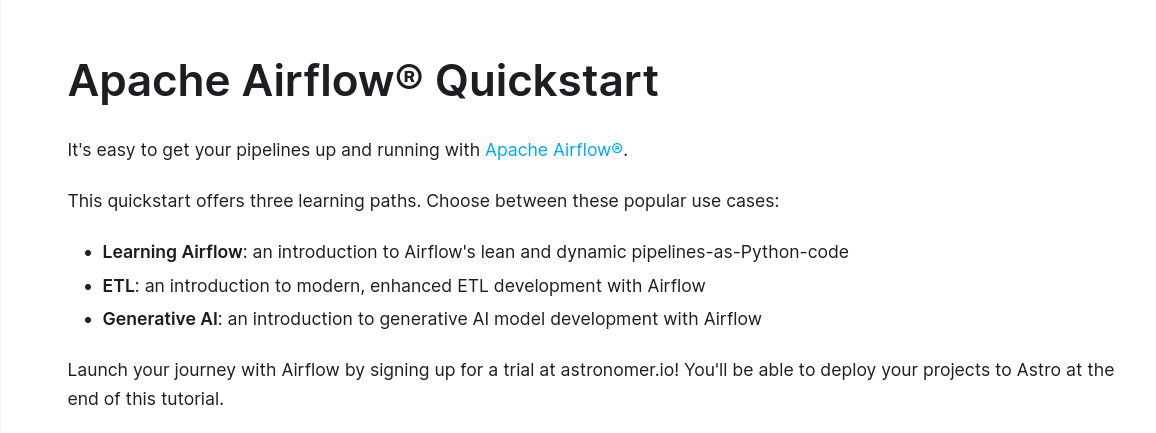 Apache Airflow® Quickstart
It's easy to get your pipelines up and running with Apache Airflow®.
This quickstart offers three learning paths. Choose between these popular use cases:
• Learning Airflow: an introduction to Airflow's lean and dynamic pipelines-as-Python-code
• ETL: an introduction to modern, enhanced ETL development with Airflow
• Generative AI: an introduction to generative AI model development with Airflow
Launch your journey with Airflow by signing up for a trial at astronomer.io! You'll be able to deploy your projects to Astro at the
end of this tutorial.